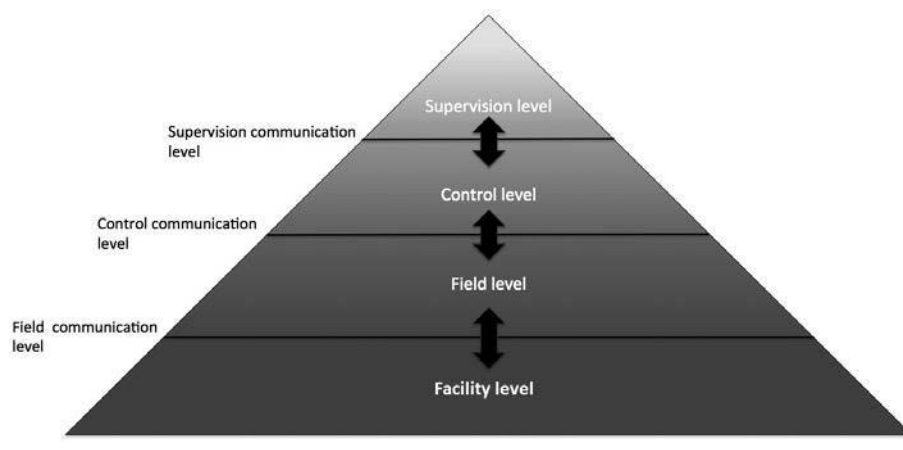 Supervision level
Supervision communication
level
Control level
Control communication
level
Field level
Field communication
level
Facility level